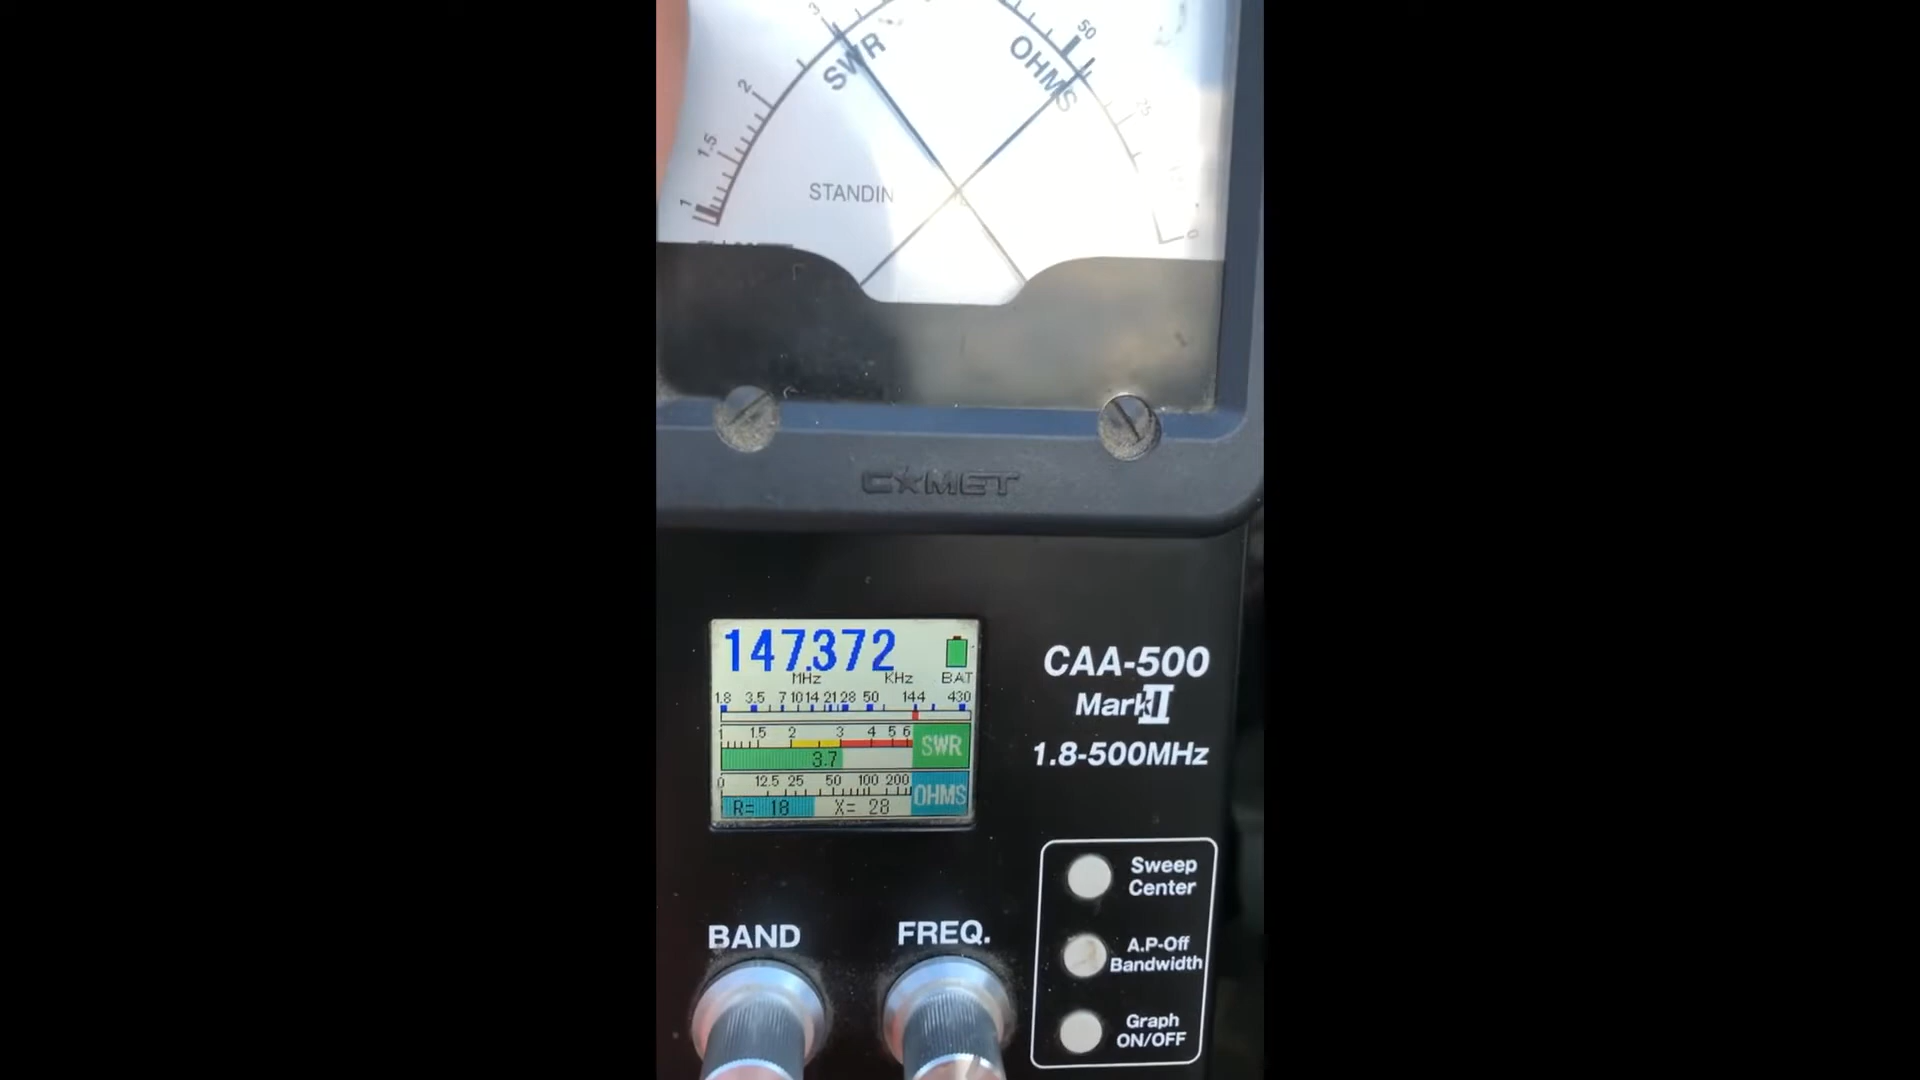 3
50
SWR
OHMS
2
25
1.5
1
STANDIN
0
C★MET
147.372
MHz KHz BAT
1.8 3.5 7 10 14 21 28 50 144 430
1 1.5 2 3 4 5 6
SWR
3.7
0 12.5 25 50 100 200
OHMS
R= 18 X= 28
CAA-500
Mark II
1.8-500MHz
Sweep
Center
A.P-Off
Bandwidth
Graph
ON/OFF
BAND
FREQ.